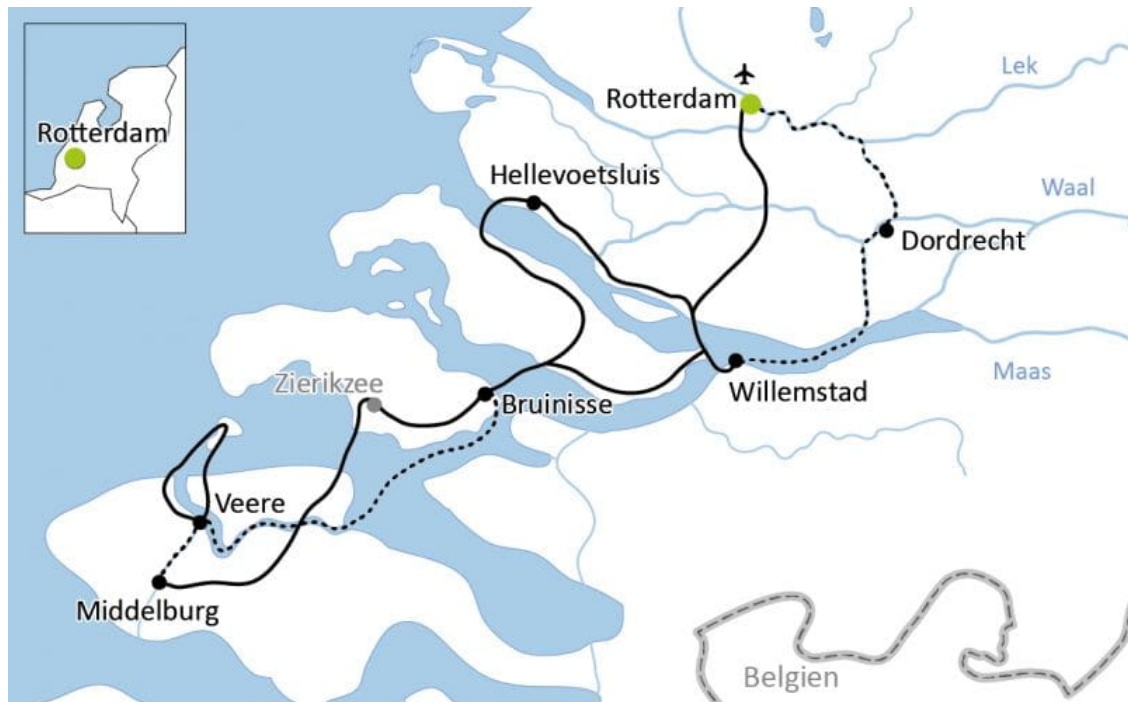 Rotterdam
Rotterdam
Lek
Hellevoetsluis
Waal
Dordrecht
Maas
Zierikzee
Bruinisse
Willemstad
Veere
Middelburg
Belgien